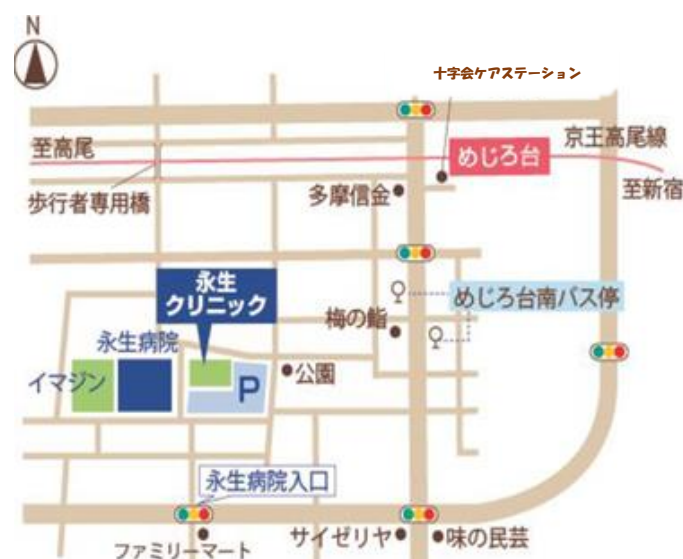 N
十字会ケアステーション
至高尾
めじろ台
京王高尾線
歩行者専用橋
多摩信金
至新宿
永生
クリニック
めじろ台南バス停
永生病院
梅の鮨
イマジン
P
公園
永生病院入口
ファミリーマート
サイゼリヤ
味の民芸